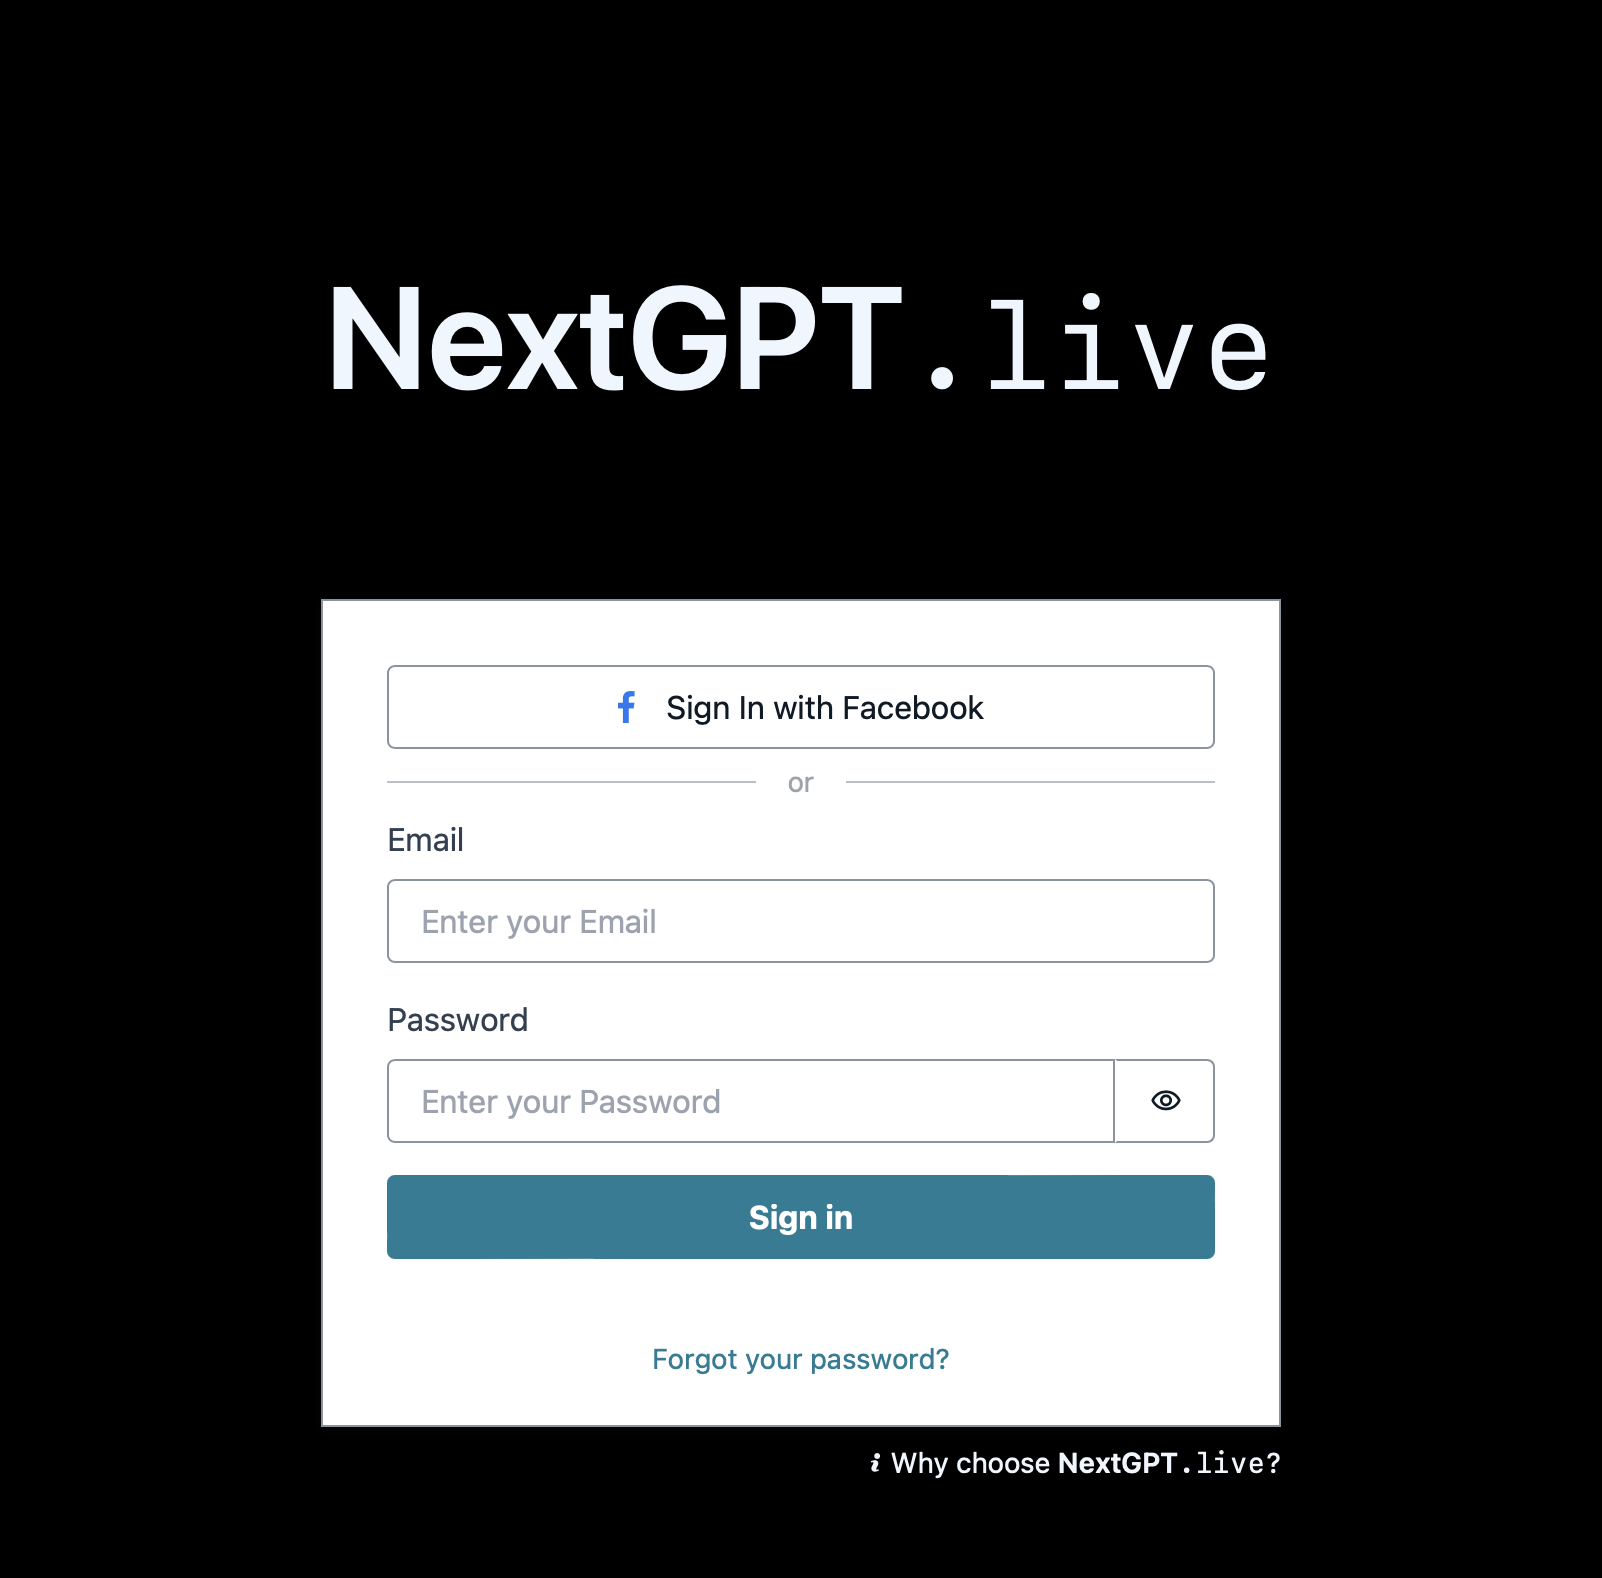 NextGPT.live
Sign In with Facebook
or
Email
Enter your Email
Password
Enter your Password
Sign in
Forgot your password?
Why choose NextGPT.live?